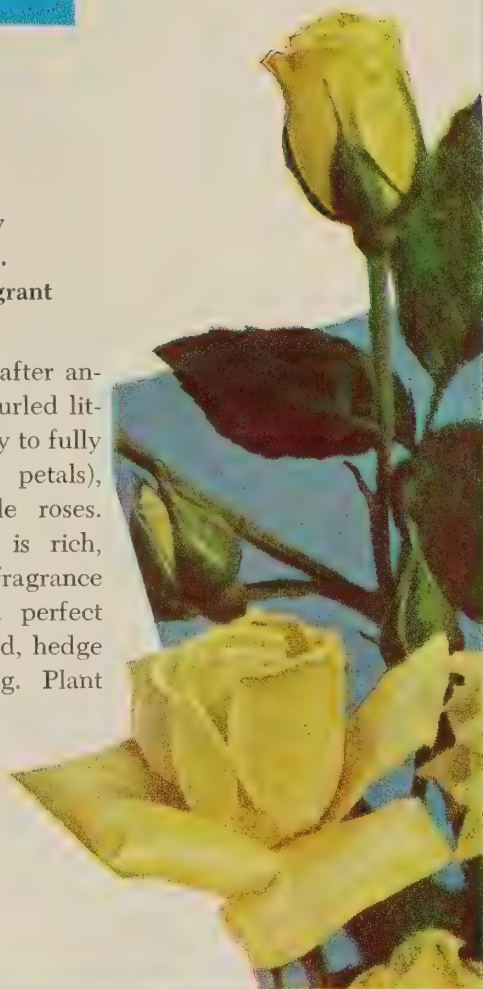 y
.
grant
after an-
urled lit-
y to fully
petals),
le roses.
is rich,
fragrance
perfect
d, hedge
g. Plant